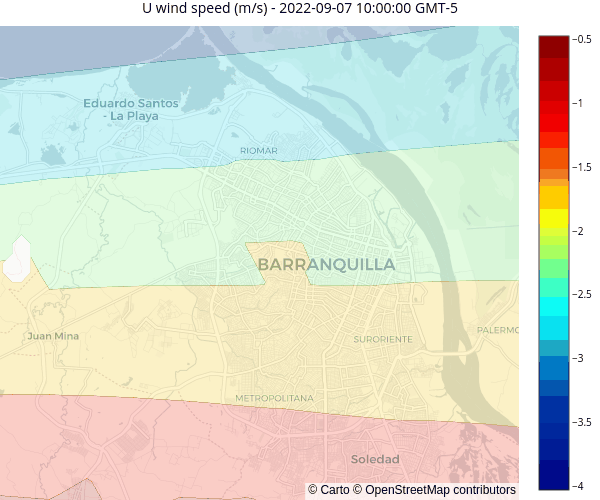 U wind speed (m/s) - 2022-09-07 10:00:00 GMT-5
Eduardo Santos
- La Playa
RIOMAR
BARRANQUILLA
Juan Mina
SURORIENTE
PALERMO
METROPOLITANA
Soledad
© Carto © OpenStreetMap contributors
−0.5
−1
−1.5
−2
−2.5
−3
−3.5
−4